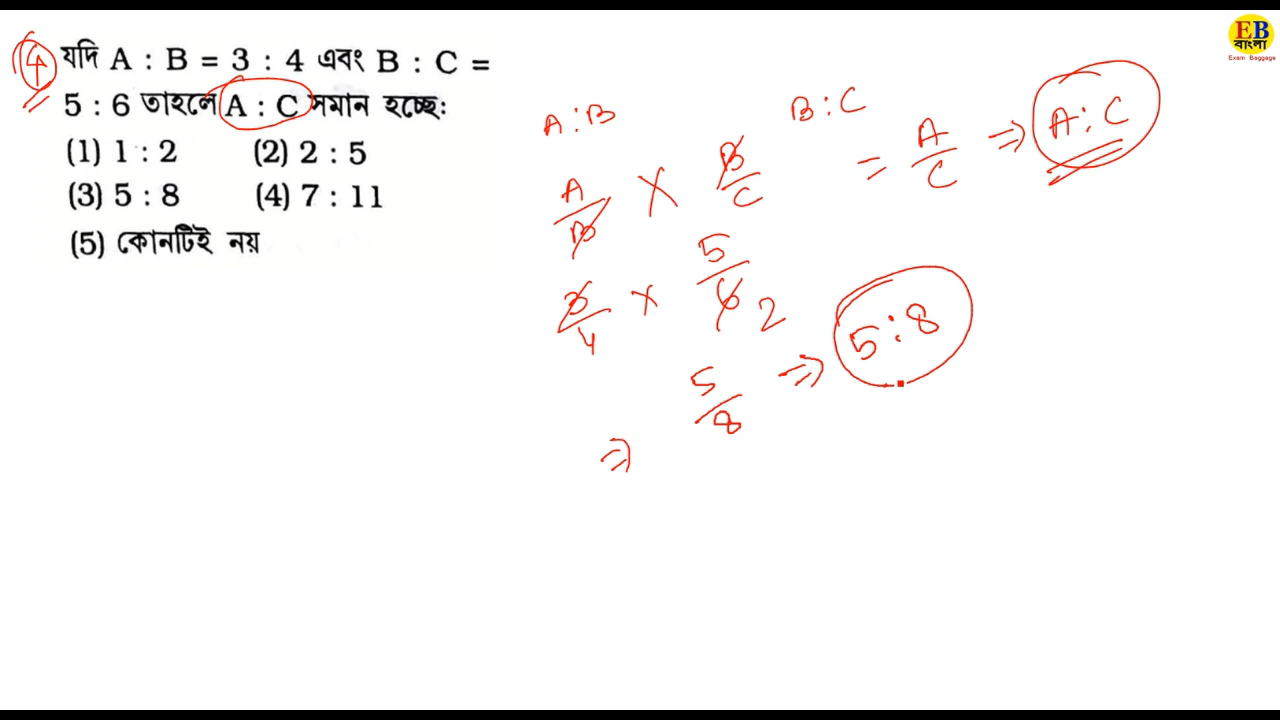 EB
বাংলা
Exam Baggage
4 যদি A : B = 3 : 4 এবং B : C =
5 : 6 তাহলে A : C সমান হচ্ছে:
(1) 1 : 2 (2) 2 : 5
(3) 5 : 8 (4) 7 : 11
(5) কোনটিই নয়
A:B B:C
A/B × B/C = A/C ⇒ A:C
3/4 × 5/6 2
⇒ 5/8 ⇒ 5:8